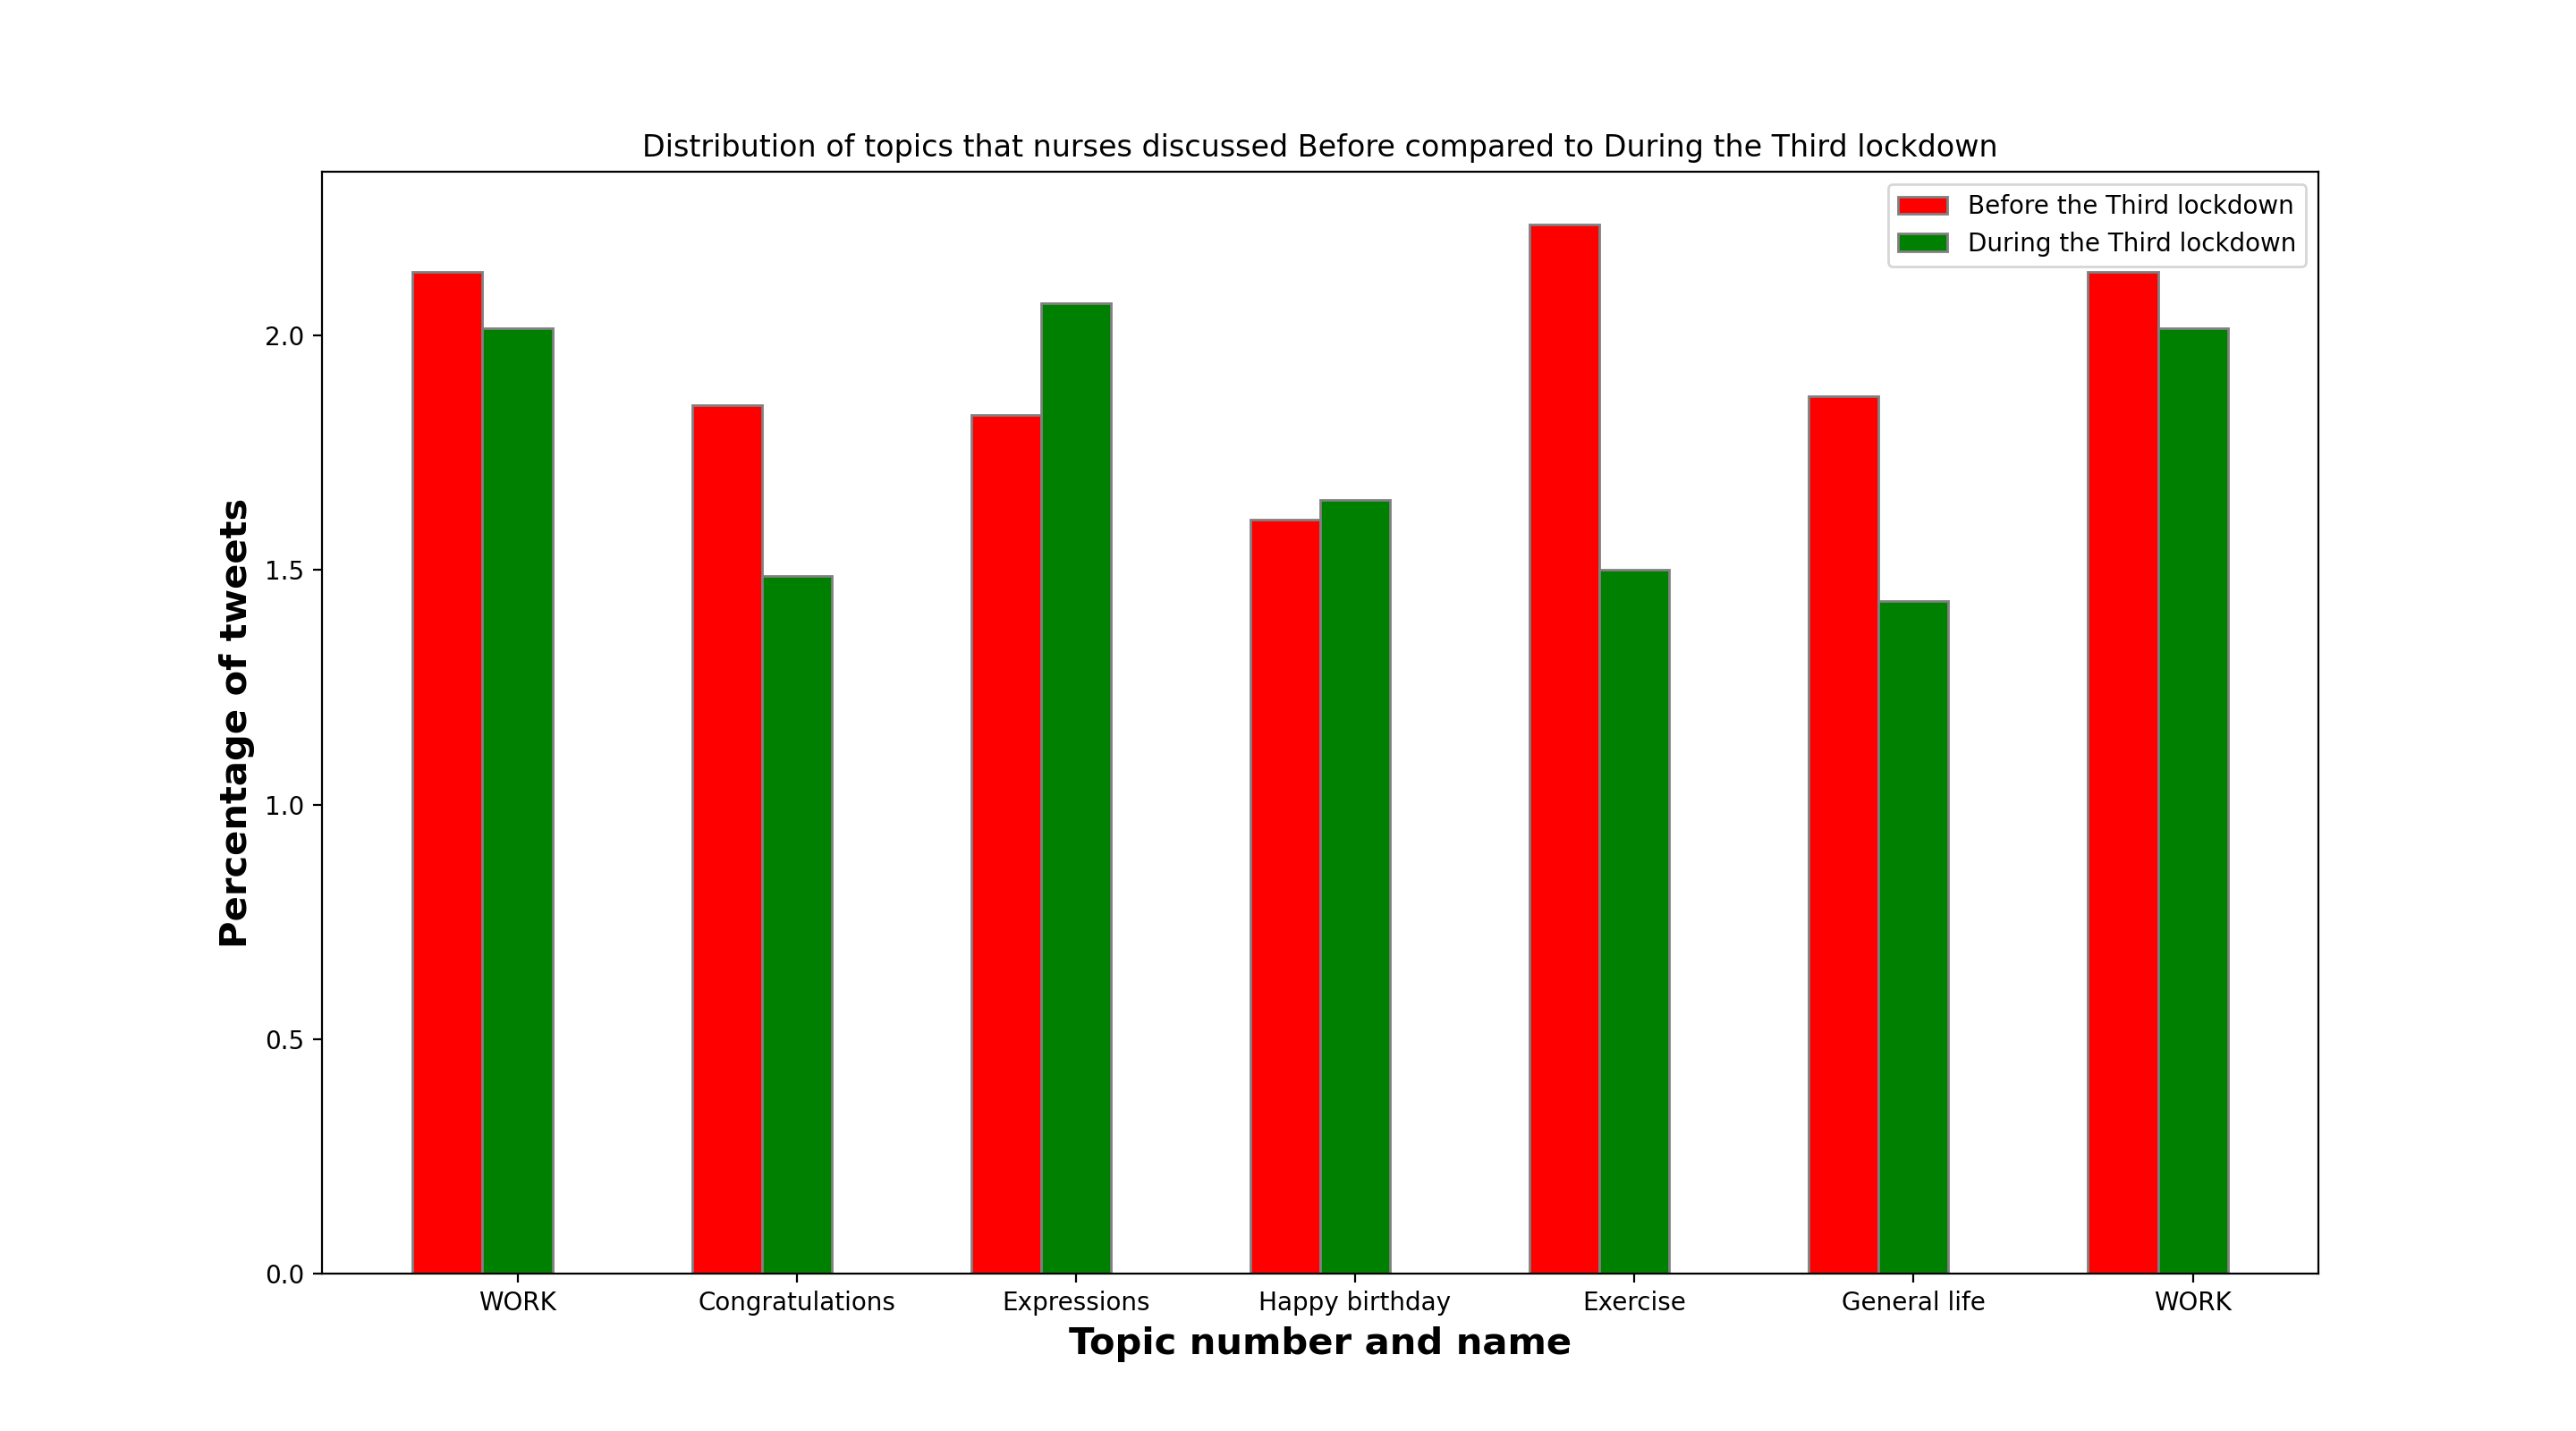 Distribution of topics that nurses discussed Before compared to During the Third lockdown
Before the Third lockdown
During the Third lockdown
Percentage of tweets
2.0
1.5
1.0
0.5
0.0
WORK Congratulations Expressions Happy birthday Exercise General life WORK
Topic number and name